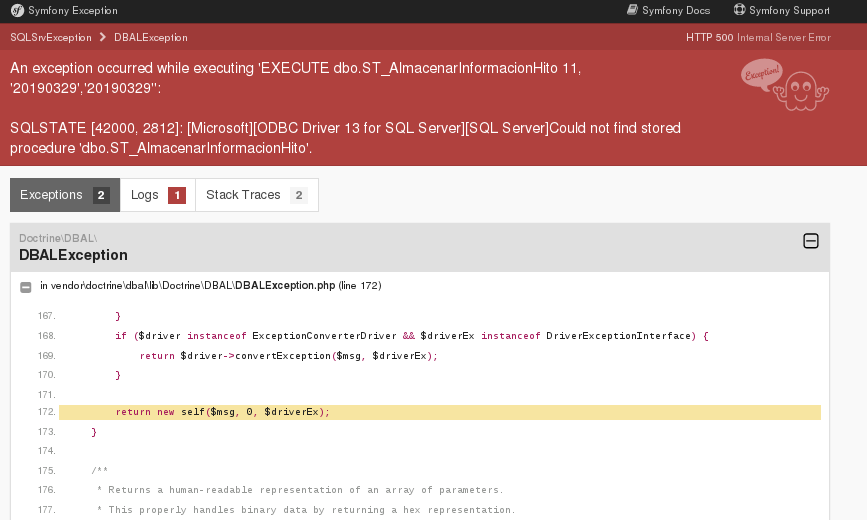 sf Symfony Exception
Symfony Docs
Symfony Support
SQLSrvException > DBALException
HTTP 500 Internal Server Error
An exception occurred while executing 'EXECUTE dbo.ST_AlmacenarInformacionHito 11,
'20190329','20190329'':
Exception!
SQLSTATE [42000, 2812]: [Microsoft][ODBC Driver 13 for SQL Server][SQL Server]Could not find stored
procedure 'dbo.ST_AlmacenarInformacionHito'.
Exceptions 2
Logs 1
Stack Traces 2
Doctrine\DBAL\
DBALException
in vendor\doctrine\dbal\lib\Doctrine\DBAL\DBALException.php (line 172)
167. }
168. if ($driver instanceof ExceptionConverterDriver && $driverEx instanceof DriverExceptionInterface) {
169. return $driver->convertException($msg, $driverEx);
170. }
171.
172. return new self($msg, 0, $driverEx);
173. }
174.
175. /**
176. * Returns a human-readable representation of an array of parameters.
177. * This properly handles binary data by returning a hex representation.